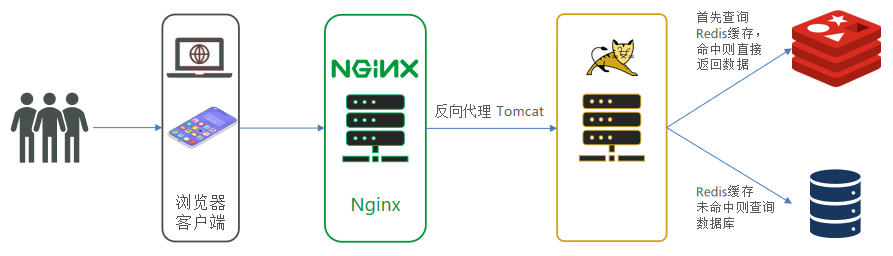 浏览器
客户端
NGINX
Nginx
反向代理 Tomcat
首先查询
Redis缓存，
命中则直接
返回数据
Redis缓存
未命中则查询
数据库